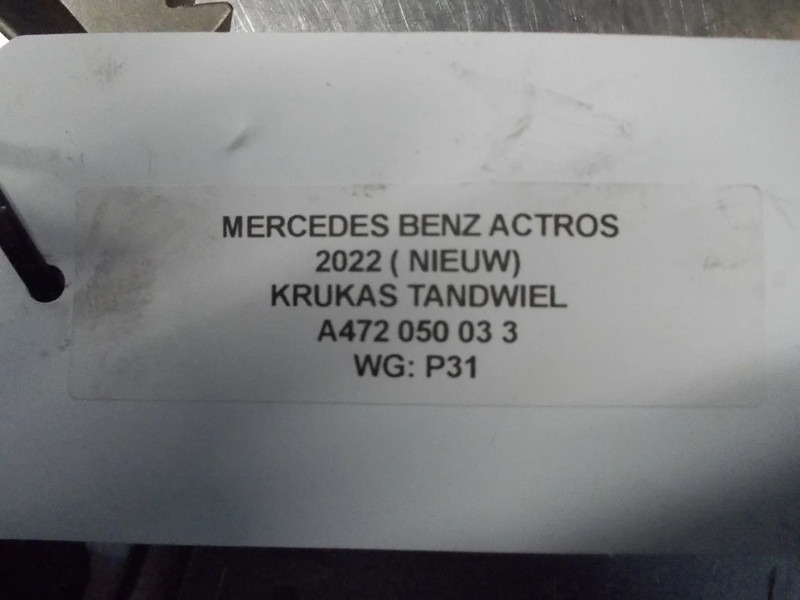 MERCEDES BENZ ACTROS
2022 ( NIEUW)
KRUKAS TANDWIEL
A472 050 03 3
WG: P31